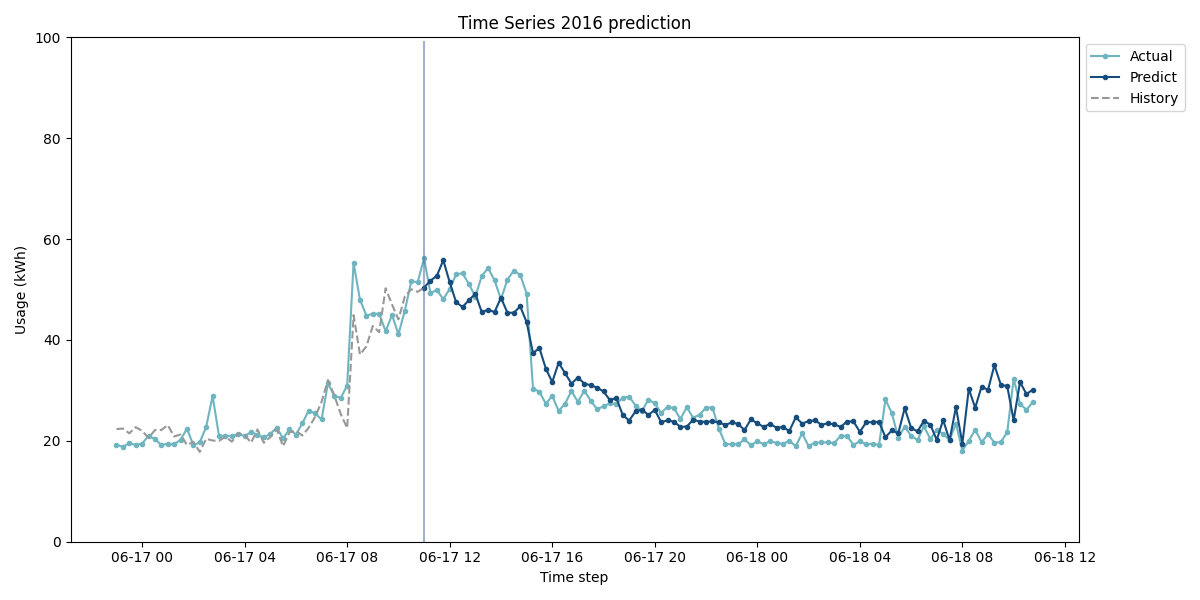 Time Series 2016 prediction
Usage (kWh)
100
80
60
40
20
0
06-17 00
06-17 04
06-17 08
06-17 12
06-17 16
06-17 20
06-18 00
06-18 04
06-18 08
06-18 12
Time step
Actual
Predict
History